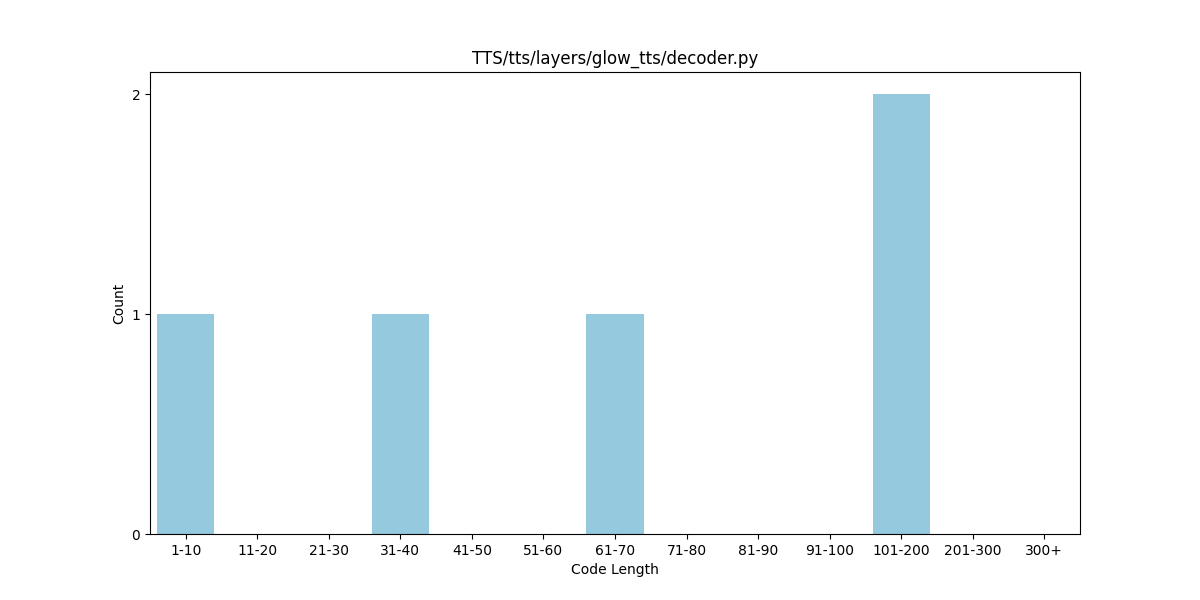 TTS/tts/layers/glow_tts/decoder.py
Count
2
1
0
1-10 11-20 21-30 31-40 41-50 51-60 61-70 71-80 81-90 91-100 101-200 201-300 300+
Code Length